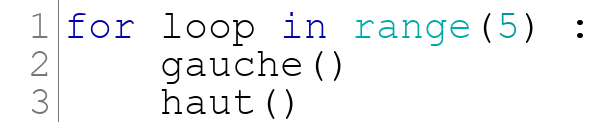 1 for loop in range(5) :
2     gauche()
3     haut()